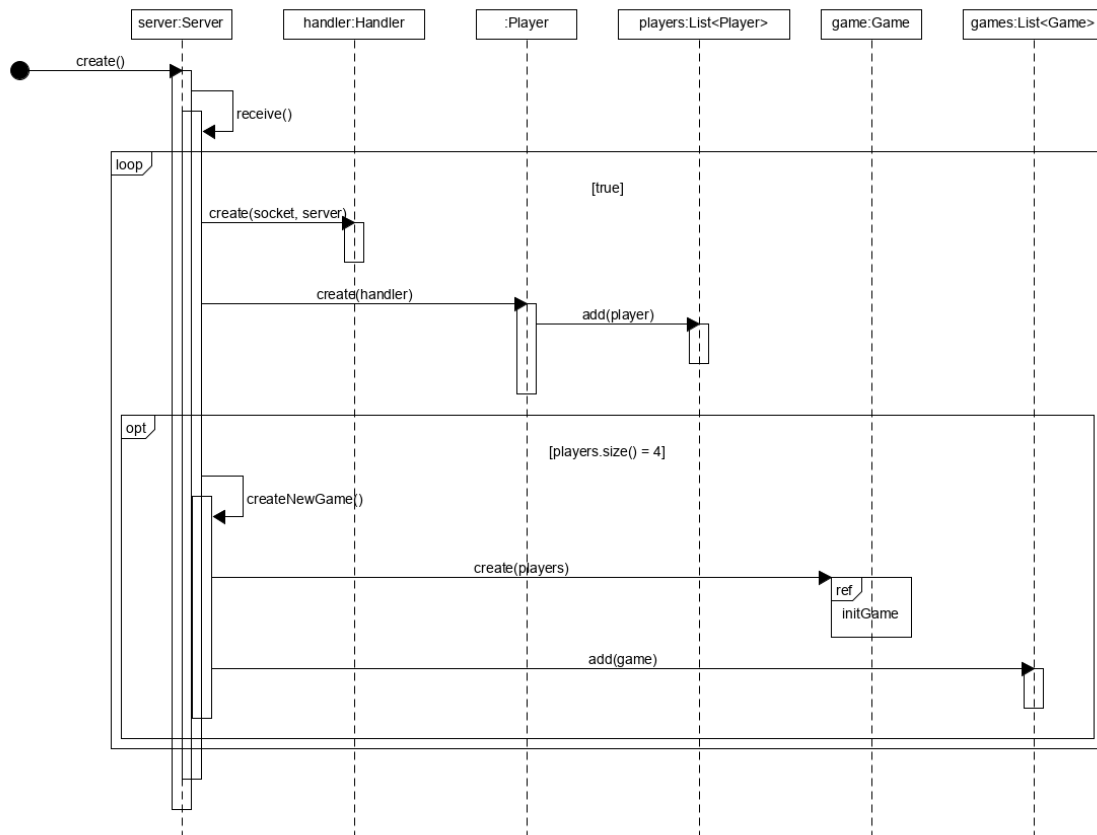 server:Server
handler:Handler
:Player
players:List<Player>
game:Game
games:List<Game>
create()
receive()
loop
[true]
create(socket, server)
create(handler)
add(player)
opt
[players.size() = 4]
createNewGame()
create(players)
ref
initGame
add(game)